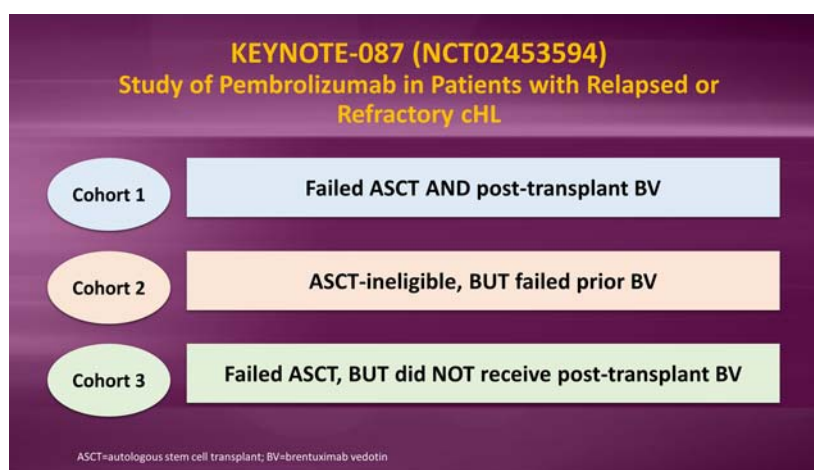 KEYNOTE-087 (NCT02453594)
Study of Pembrolizumab in Patients with Relapsed or
Refractory cHL
Cohort 1
Failed ASCT AND post-transplant BV
Cohort 2
ASCT-ineligible, BUT failed prior BV
Cohort 3
Failed ASCT, BUT did NOT receive post-transplant BV
ASCT=autologous stem cell transplant; BV=brentuximab vedotin